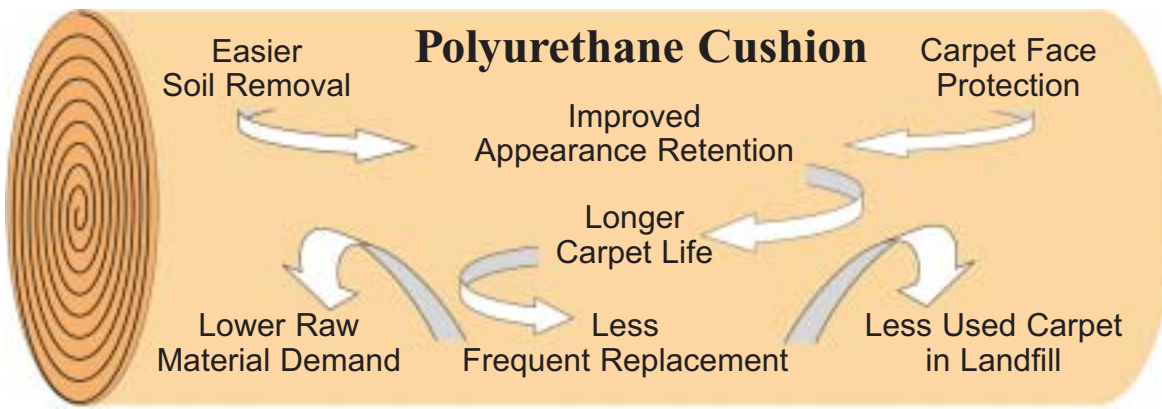 Polyurethane Cushion
Easier
Soil Removal
Carpet Face
Protection
Improved
Appearance Retention
Longer
Carpet Life
Lower Raw
Material Demand
Less
Frequent Replacement
Less Used Carpet
in Landfill